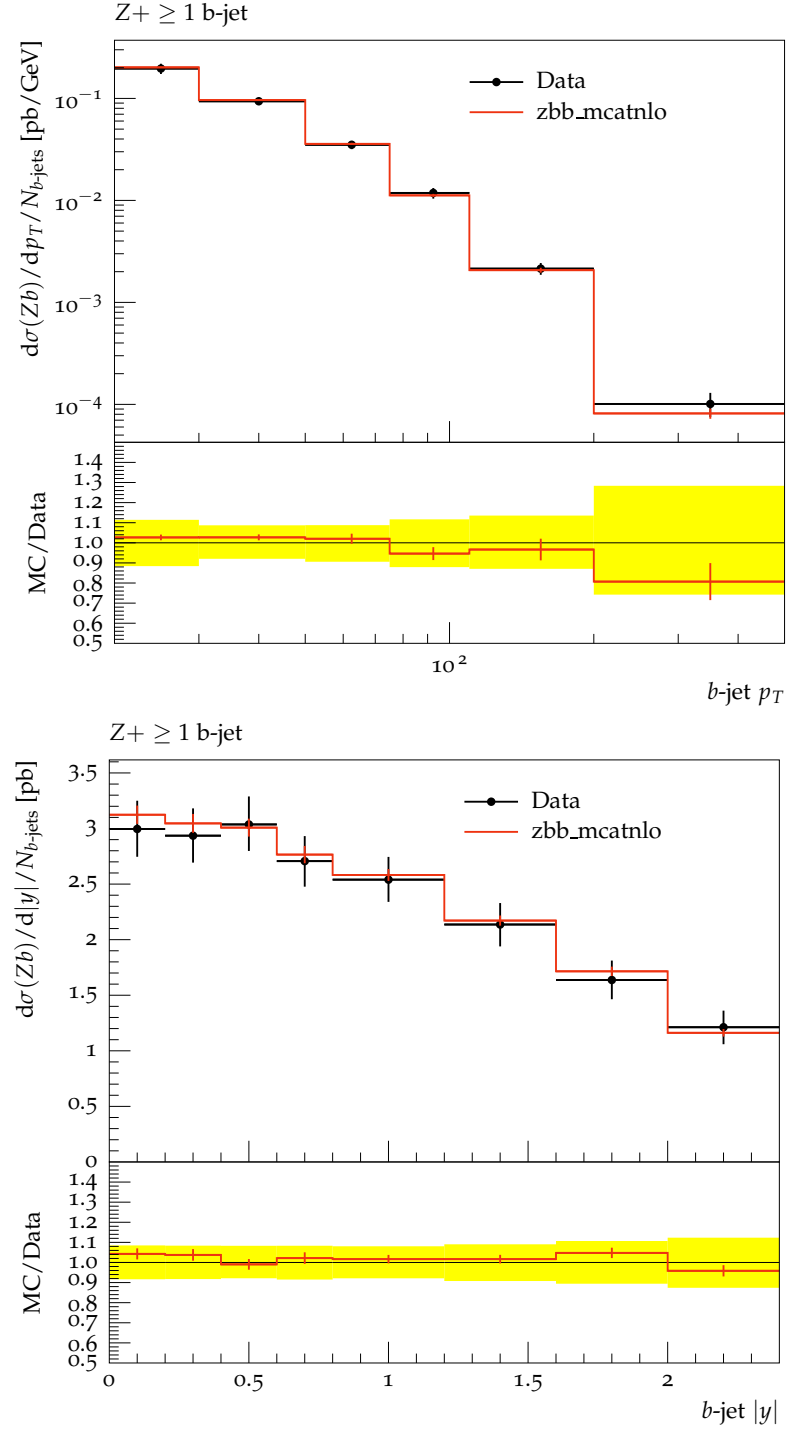 Z+ ≥ 1 b-jet
dσ(Zb)/dp_T/N_{b-jets} [pb/GeV]
10^{-1}
10^{-2}
10^{-3}
10^{-4}
Data
zbb_mcatnlo
MC/Data
1.4
1.3
1.2
1.1
1.0
0.9
0.8
0.7
0.6
0.5
10^2
b-jet p_T
Z+ ≥ 1 b-jet
dσ(Zb)/d|y|/N_{b-jets} [pb]
3.5
3
2.5
2
1.5
1
0.5
0
Data
zbb_mcatnlo
MC/Data
1.4
1.3
1.2
1.1
1.0
0.9
0.8
0.7
0.6
0.5
0 0.5 1 1.5 2
b-jet |y|